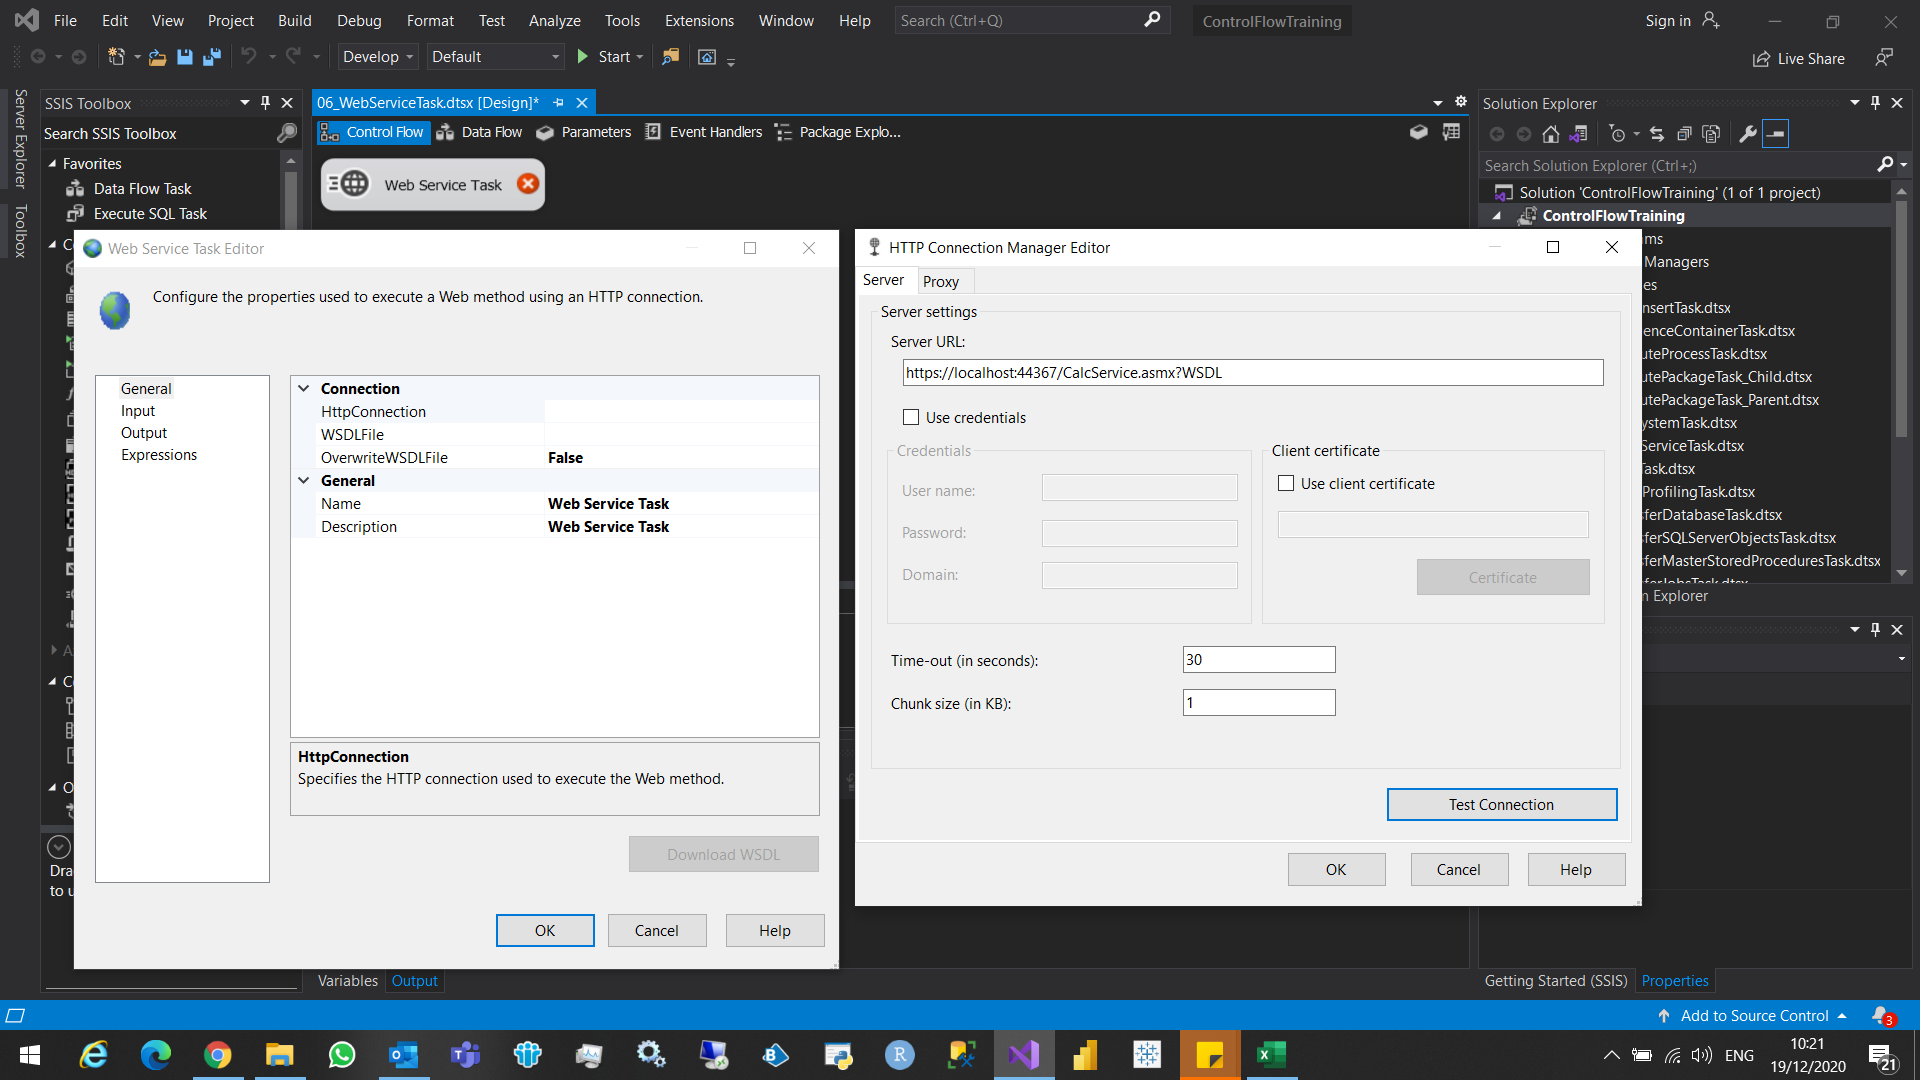 File Edit View Project Build Debug Format Test Analyze Tools Extensions Window Help Search (Ctrl+Q) ControlFlowTraining Sign in
Develop Default Start Live Share
Server Explorer
Toolbox
SSIS Toolbox
Search SSIS Toolbox
Favorites
Data Flow Task
Execute SQL Task
06_WebServiceTask.dtsx [Design]*
Control Flow Data Flow Parameters Event Handlers Package Explo...
Web Service Task
Web Service Task Editor
Configure the properties used to execute a Web method using an HTTP connection.
General
Input
Output
Expressions
Connection
HttpConnection
WSDLFile
OverwriteWSDLFile False
General
Name Web Service Task
Description Web Service Task
HttpConnection
Specifies the HTTP connection used to execute the Web method.
Download WSDL
OK Cancel Help
HTTP Connection Manager Editor
Server Proxy
Server settings
Server URL:
https://localhost:44367/CalcService.asmx?WSDL
Use credentials
Credentials
User name:
Password:
Domain:
Client certificate
Use client certificate
Certificate
Time-out (in seconds): 30
Chunk size (in KB): 1
Test Connection
OK Cancel Help
Solution Explorer
Search Solution Explorer (Ctrl+;)
Solution 'ControlFlowTraining' (1 of 1 project)
ControlFlowTraining
ms
Managers
es
nsertTask.dtsx
enceContainerTask.dtsx
uteProcessTask.dtsx
utePackageTask_Child.dtsx
utePackageTask_Parent.dtsx
ystemTask.dtsx
ServiceTask.dtsx
Task.dtsx
ProfilingTask.dtsx
sferDatabaseTask.dtsx
sferSQLServerObjectsTask.dtsx
sferMasterStoredProceduresTask.dtsx
sferJobsTask.dtsx
n Explorer
Dra
to u
Variables Output
Getting Started (SSIS) Properties
Add to Source Control 3
ENG 10:21
19/12/2020 21